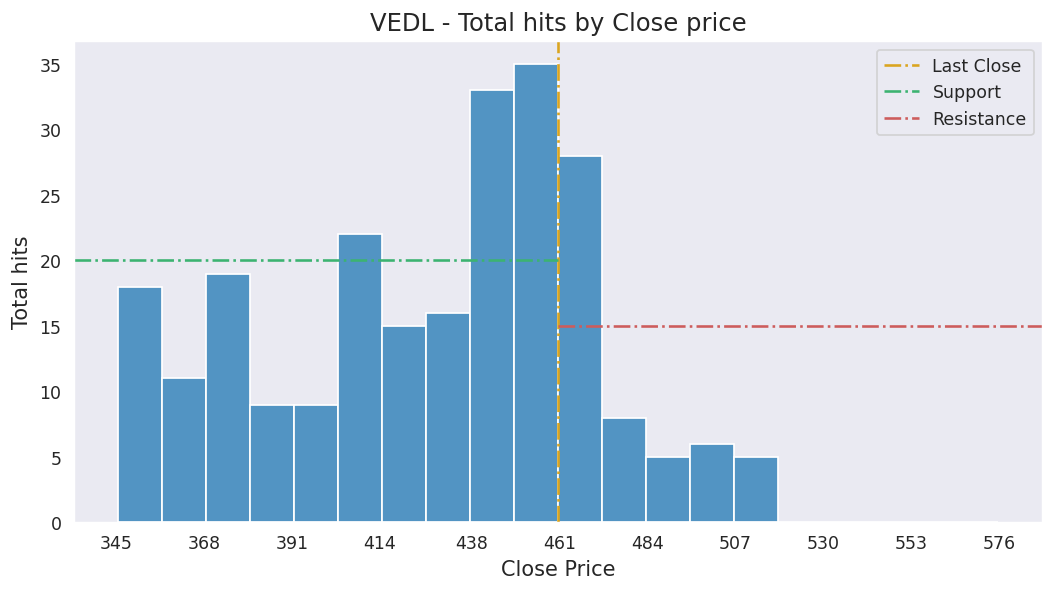 VEDL - Total hits by Close price
Last Close
Support
Resistance
Total hits
35
30
25
20
15
10
5
0
345 368 391 414 438 461 484 507 530 553 576
Close Price